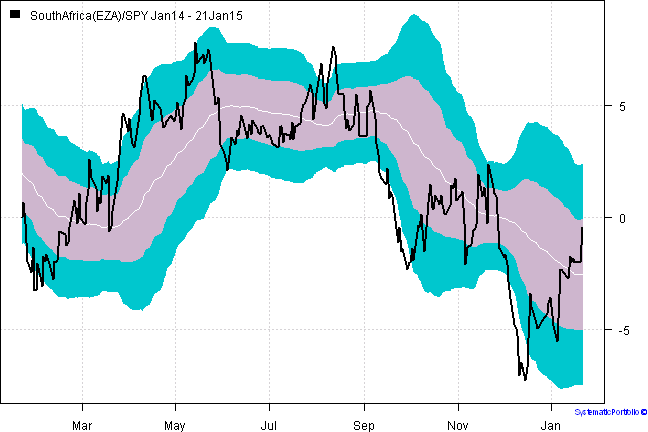 SouthAfrica(EZA)/SPY Jan14 - 21Jan15
5
0
-5
Mar May Jul Sep Nov Jan
SystematicPortfolio ©